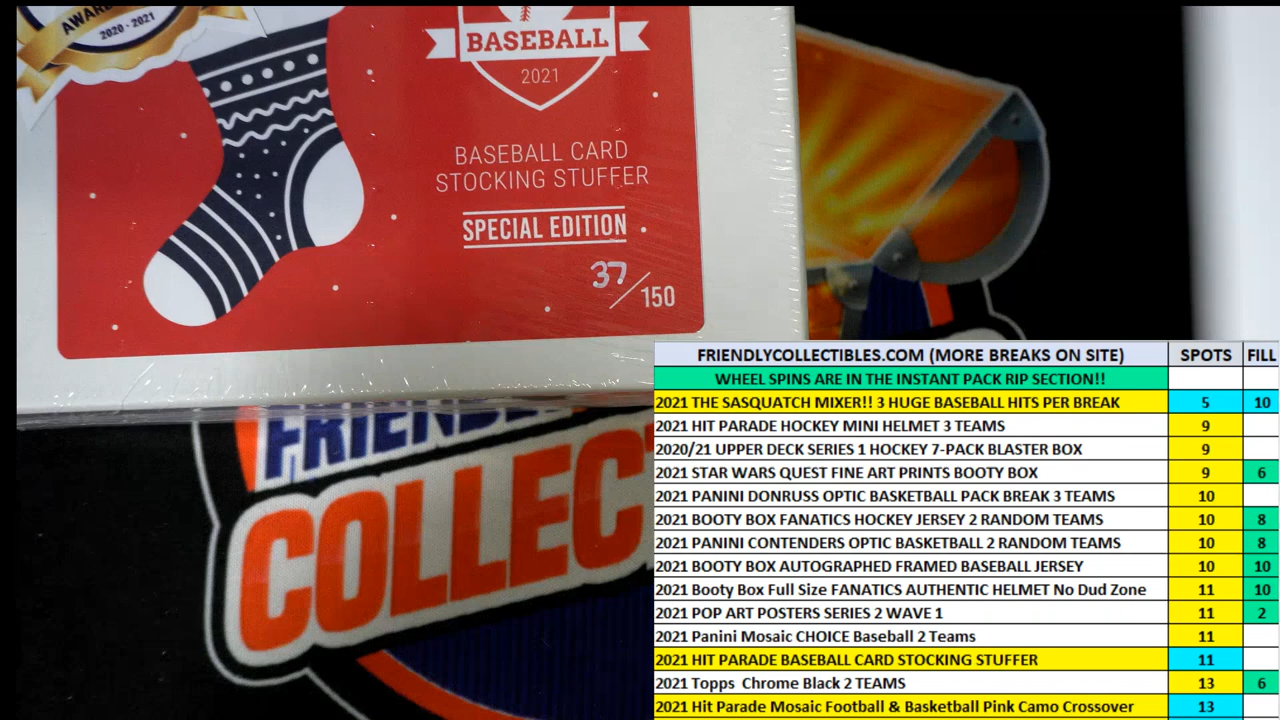 AWARD
2020 - 2021
BASEBALL
2021
BASEBALL CARD
STOCKING STUFFER
SPECIAL EDITION
37/150
FRIENDL
COLLECT
FRIENDLYCOLLECTIBLES.COM (MORE BREAKS ON SITE) SPOTS FILL
WHEEL SPINS ARE IN THE INSTANT PACK RIP SECTION!!
2021 THE SASQUATCH MIXER!! 3 HUGE BASEBALL HITS PER BREAK 5 10
2021 HIT PARADE HOCKEY MINI HELMET 3 TEAMS 9
2020/21 UPPER DECK SERIES 1 HOCKEY 7-PACK BLASTER BOX 9
2021 STAR WARS QUEST FINE ART PRINTS BOOTY BOX 9 6
2021 PANINI DONRUSS OPTIC BASKETBALL PACK BREAK 3 TEAMS 10
2021 BOOTY BOX FANATICS HOCKEY JERSEY 2 RANDOM TEAMS 10 8
2021 PANINI CONTENDERS OPTIC BASKETBALL 2 RANDOM TEAMS 10 8
2021 BOOTY BOX AUTOGRAPHED FRAMED BASEBALL JERSEY 10 10
2021 Booty Box Full Size FANATICS AUTHENTIC HELMET No Dud Zone 11 10
2021 POP ART POSTERS SERIES 2 WAVE 1 11 2
2021 Panini Mosaic CHOICE Baseball 2 Teams 11
2021 HIT PARADE BASEBALL CARD STOCKING STUFFER 11
2021 Topps Chrome Black 2 TEAMS 13 6
2021 Hit Parade Mosaic Football & Basketball Pink Camo Crossover 13